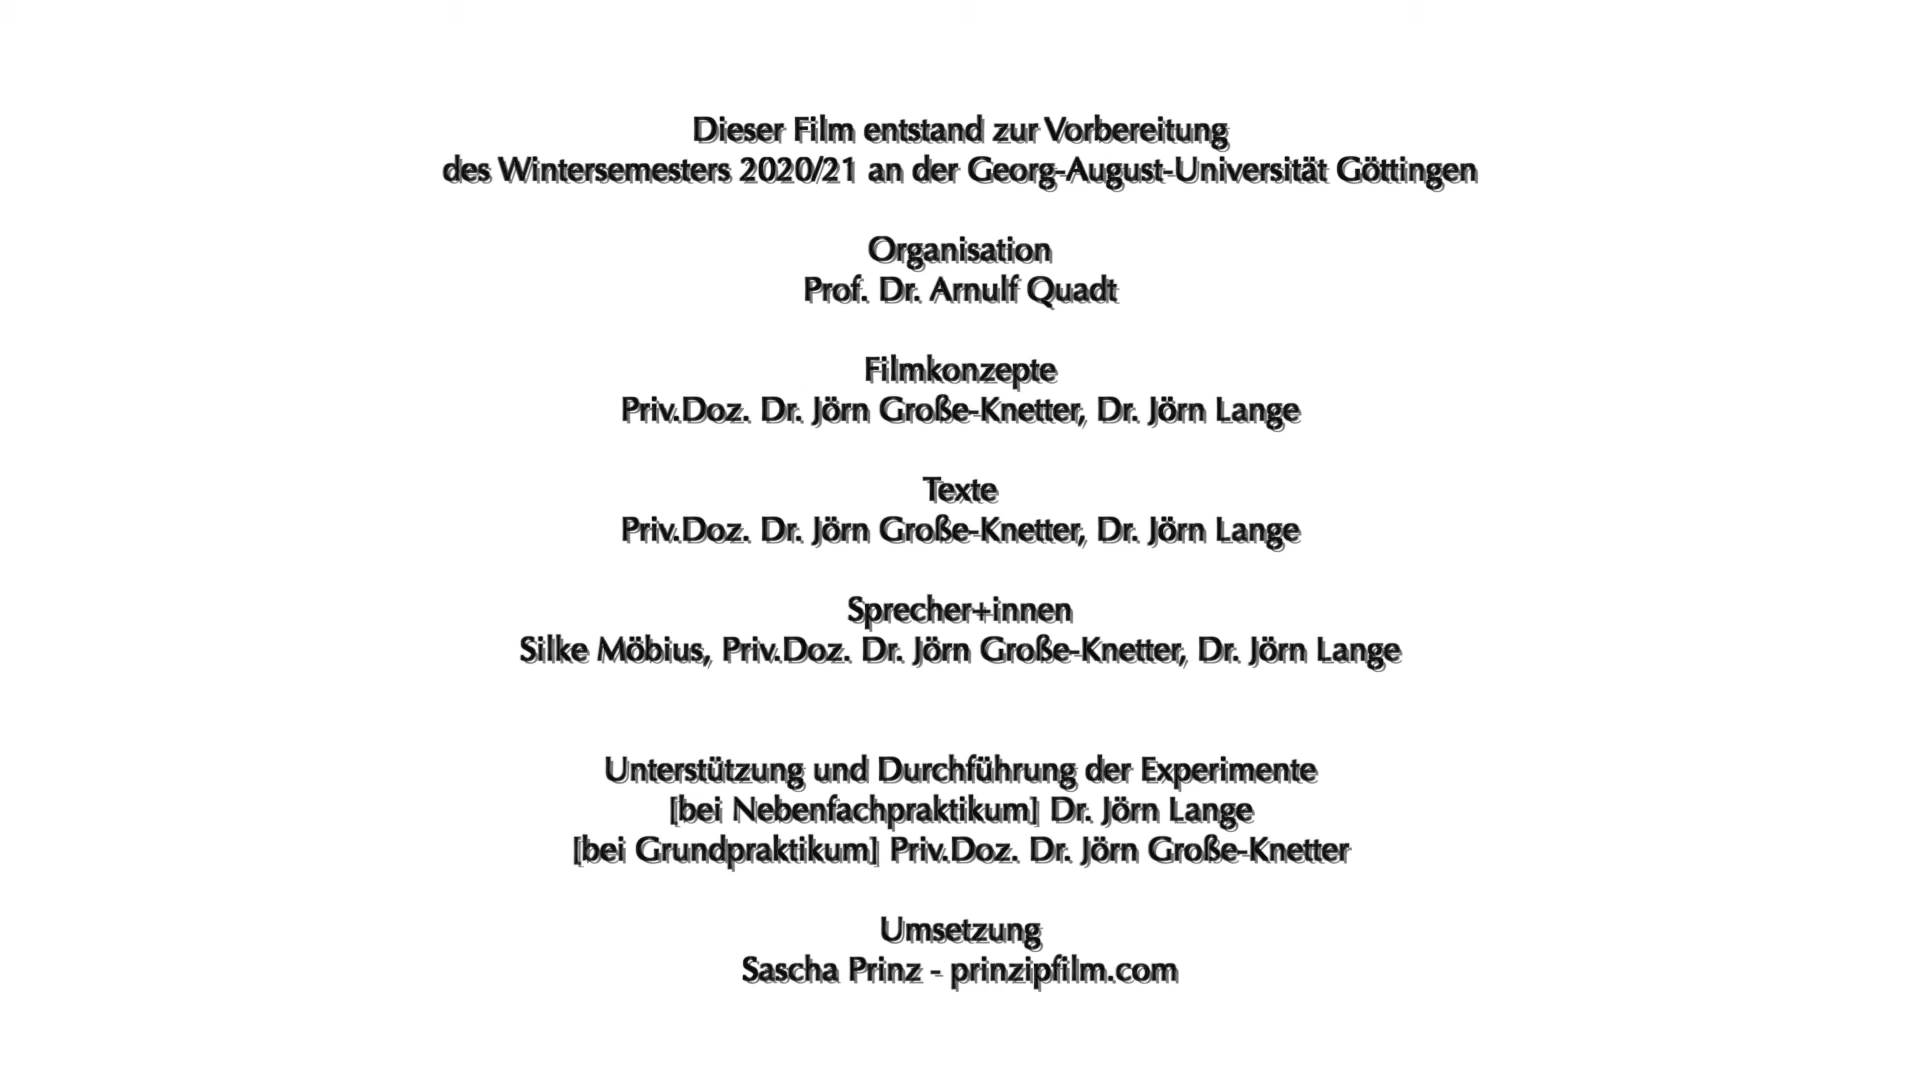 Dieser Film entstand zur Vorbereitung
des Wintersemesters 2020/21 an der Georg-August-Universität Göttingen
Organisation
Prof. Dr. Arnulf Quadt
Filmkonzepte
Priv.Doz. Dr. Jörn Große-Knetter, Dr. Jörn Lange
Texte
Priv.Doz. Dr. Jörn Große-Knetter, Dr. Jörn Lange
Sprecher+innen
Silke Möbius, Priv.Doz. Dr. Jörn Große-Knetter, Dr. Jörn Lange
Unterstützung und Durchführung der Experimente
[bei Nebenfachpraktikum] Dr. Jörn Lange
[bei Grundpraktikum] Priv.Doz. Dr. Jörn Große-Knetter
Umsetzung
Sascha Prinz - prinzipfilm.com